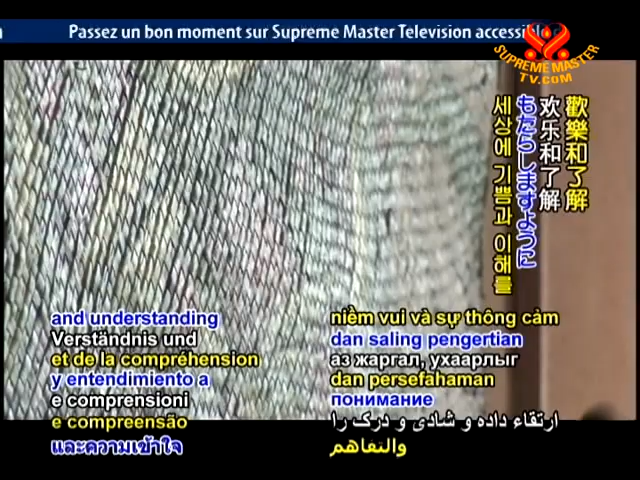 Passez un bon moment sur Supreme Master Television accessible
SUPREME MASTER
TV.COM
歡樂和了解
欢乐和了解
もたらしますように
세상에 기쁨과 이해를
and understanding
Verständnis und
et de la compréhension
y entendimiento a
e comprensioni
e compreensão
และความเข้าใจ
niềm vui và sự thông cảm
dan saling pengertian
аз жаргал, ухаарлыг
dan persefahaman
понимание
ارتقاء داده و شادی و درک را
والتفاهم